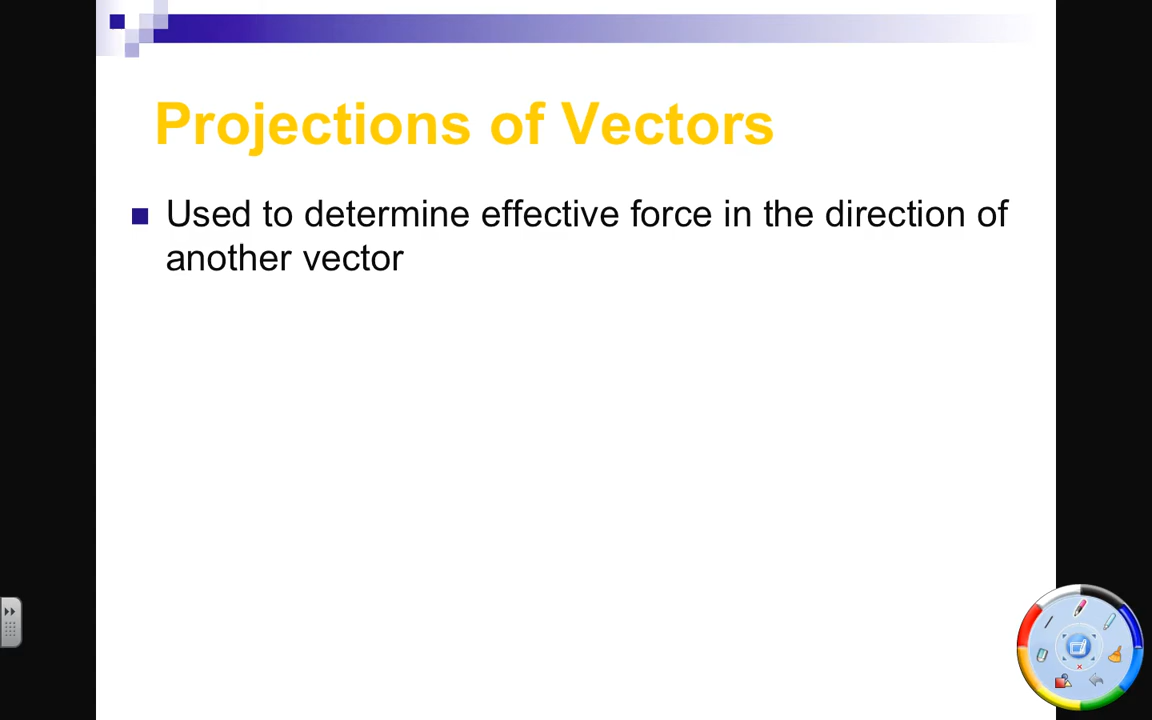 Projections of Vectors
Used to determine effective force in the direction of
another vector